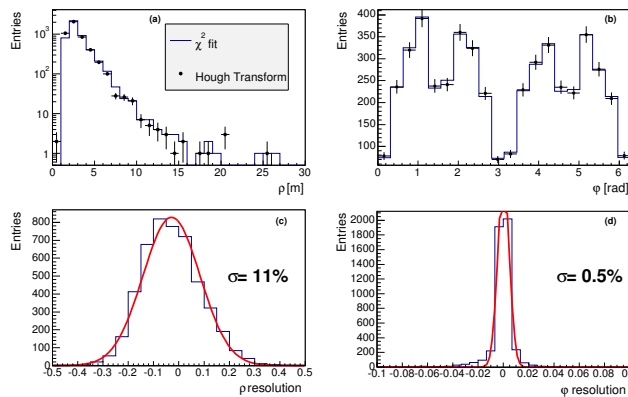 (a)
Entries
10³
10²
10
1
χ² fit
Hough Transform
0 5 10 15 20 25 30
ρ [m]
(b)
Entries
400
350
300
250
200
150
100
0 1 2 3 4 5 6
φ [rad]
(c)
Entries
800
700
600
500
400
300
200
100
0
σ= 11%
-0.5 -0.4 -0.3 -0.2 -0.1 0 0.1 0.2 0.3 0.4 0.5
ρ resolution
(d)
Entries
2000
1800
1600
1400
1200
1000
800
600
400
200
0
σ= 0.5%
-0.1 -0.08 -0.06 -0.04 -0.02 0 0.02 0.04 0.06 0.08
φ resolution